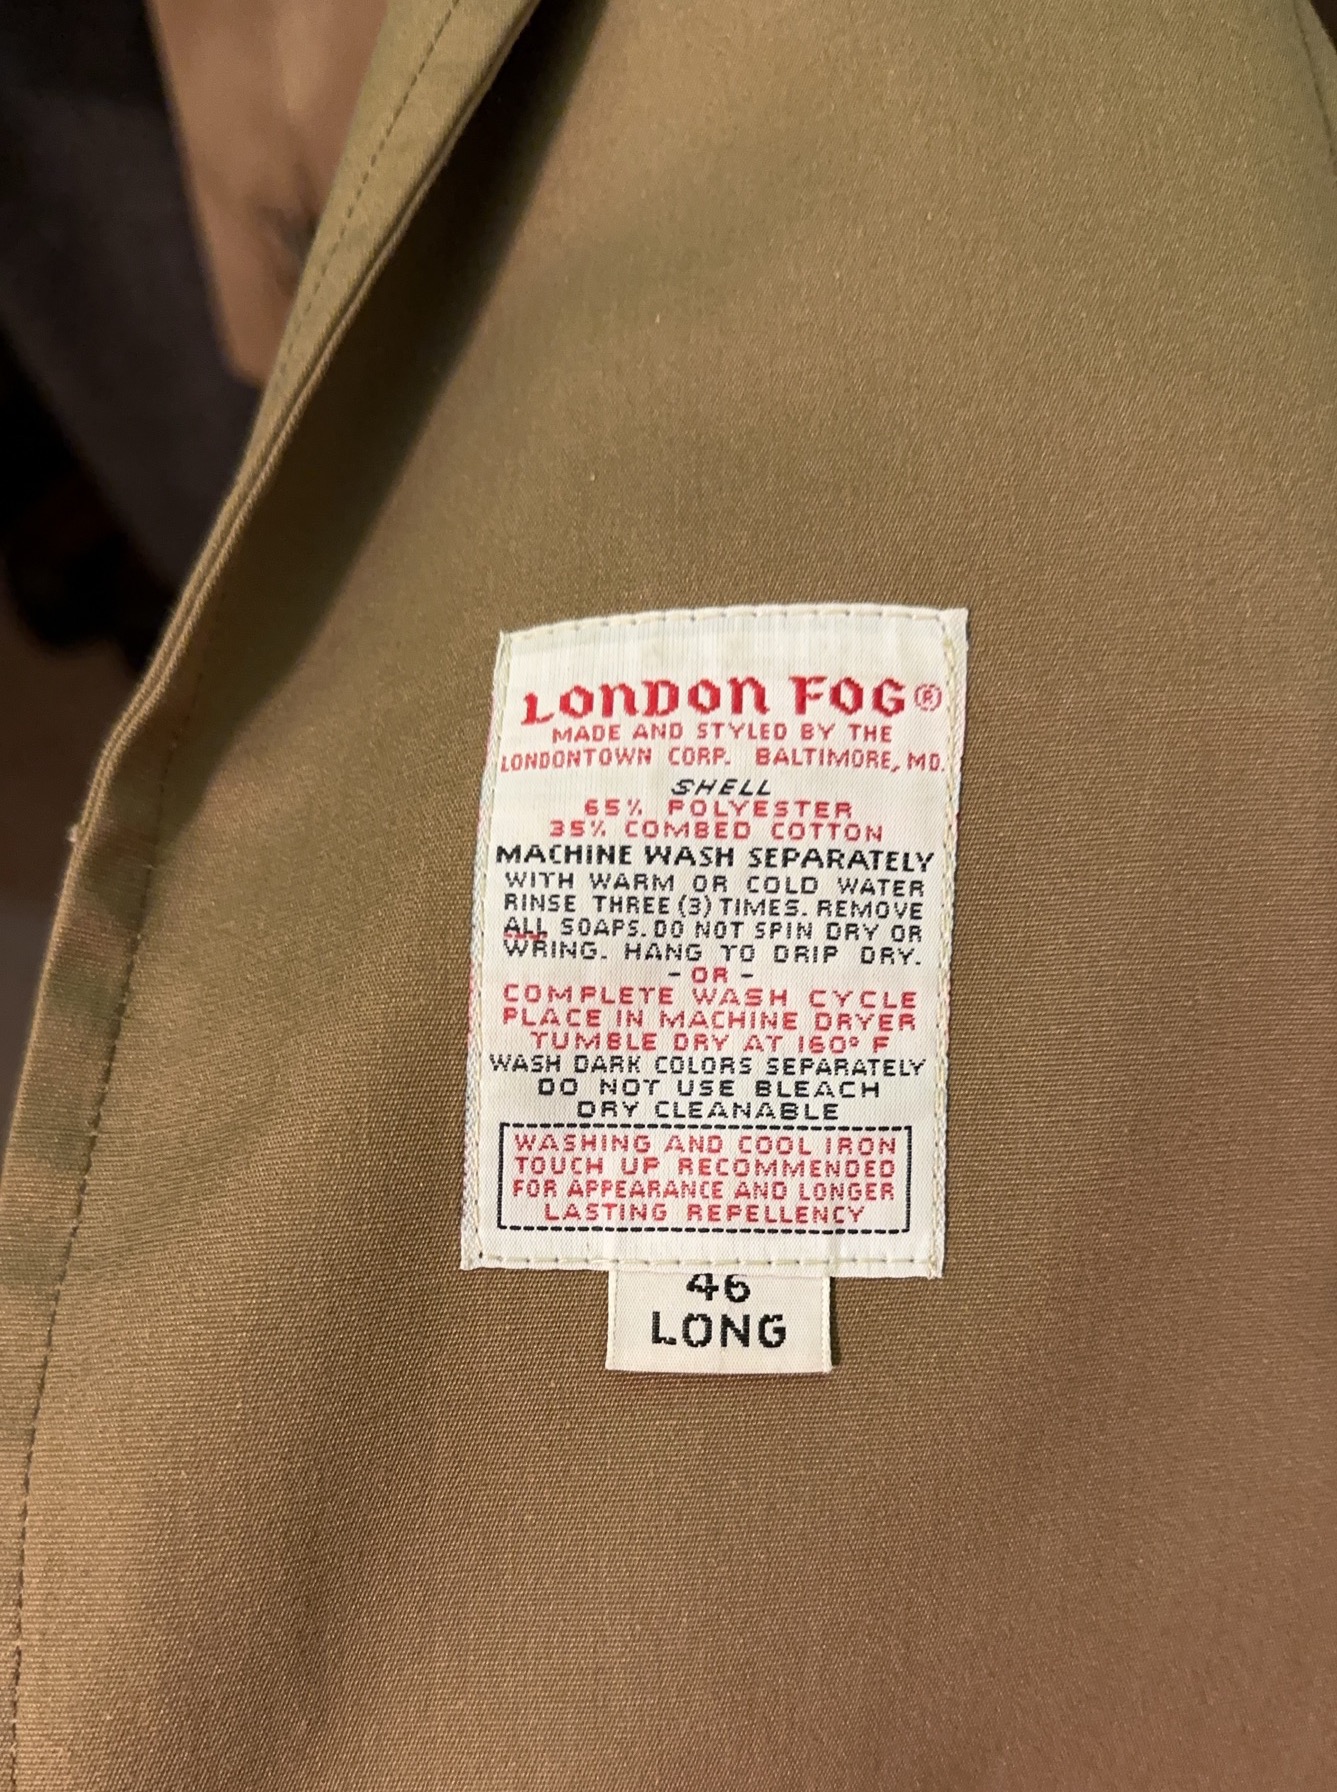 LONDON FOG®
MADE AND STYLED BY THE
LONDONTOWN CORP. BALTIMORE, MD.
SHELL
65% POLYESTER
35% COMBED COTTON
MACHINE WASH SEPARATELY
WITH WARM OR COLD WATER
RINSE THREE (3) TIMES. REMOVE
ALL SOAPS. DO NOT SPIN DRY OR
WRING. HANG TO DRIP DRY.
- OR -
COMPLETE WASH CYCLE
PLACE IN MACHINE DRYER
TUMBLE DRY AT 160° F
WASH DARK COLORS SEPARATELY
DO NOT USE BLEACH
DRY CLEANABLE
WASHING AND COOL IRON
TOUCH UP RECOMMENDED
FOR APPEARANCE AND LONGER
LASTING REPELLENCY
46
LONG